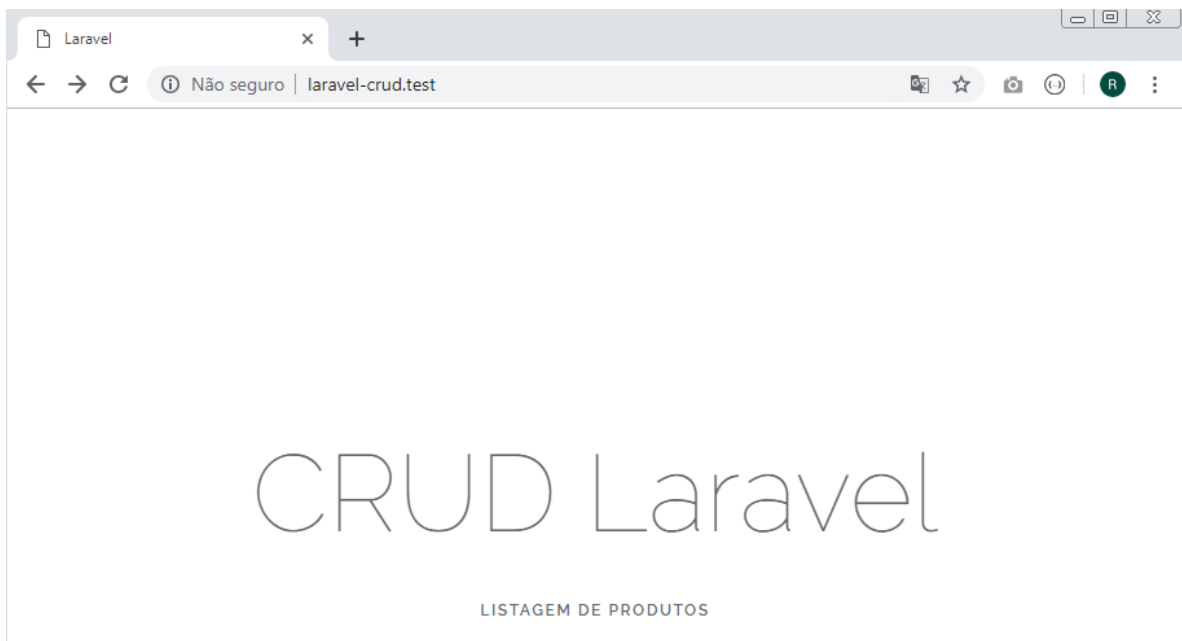 Laravel
Não seguro | laravel-crud.test
R
CRUD Laravel
LISTAGEM DE PRODUTOS